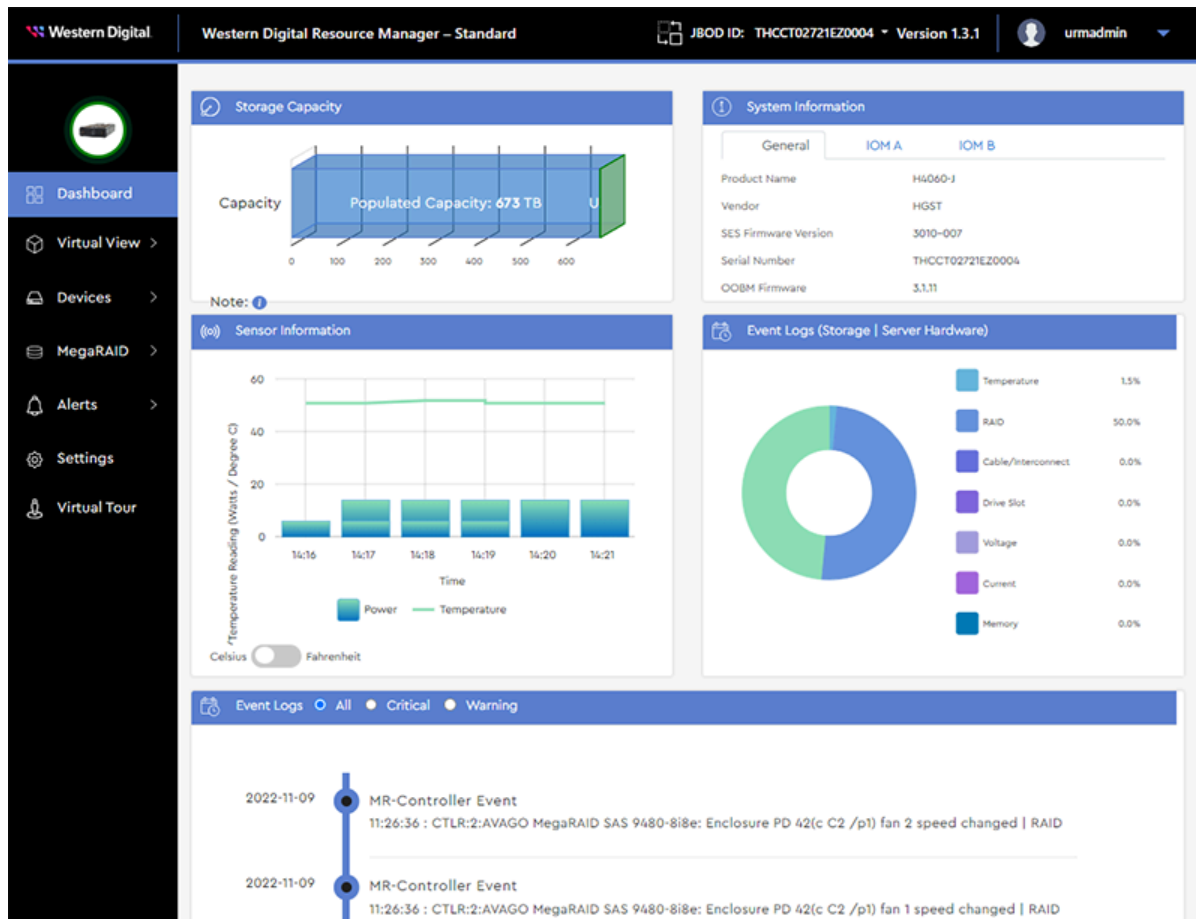 Western Digital.
Western Digital Resource Manager – Standard
JBOD ID: THCCT02721EZ0004
Version 1.3.1
urmadmin
Dashboard
Virtual View
Devices
MegaRAID
Alerts
Settings
Virtual Tour
Storage Capacity
Capacity
Populated Capacity: 673 TB
U
0 100 200 300 400 500 600
Note:
System Information
General IOM A IOM B
Product Name H4060-J
Vendor HGST
SES Firmware Version 3010-007
Serial Number THCCT02721EZ0004
OOBM Firmware 3.1.11
Sensor Information
60
40
20
0
Temperature Reading (Watts / Degree C)
14:16 14:17 14:18 14:19 14:20 14:21
Time
Power Temperature
Celsius Fahrenheit
Event Logs (Storage | Server Hardware)
Temperature 1.5%
RAID 50.0%
Cable/Interconnect 0.0%
Drive Slot 0.0%
Voltage 0.0%
Current 0.0%
Memory 0.0%
Event Logs All Critical Warning
2022-11-09 MR-Controller Event
11:26:36 : CTLR:2:AVAGO MegaRAID SAS 9480-8i8e: Enclosure PD 42(c C2 /p1) fan 2 speed changed | RAID
2022-11-09 MR-Controller Event
11:26:36 : CTLR:2:AVAGO MegaRAID SAS 9480-8i8e: Enclosure PD 42(c C2 /p1) fan 1 speed changed | RAID